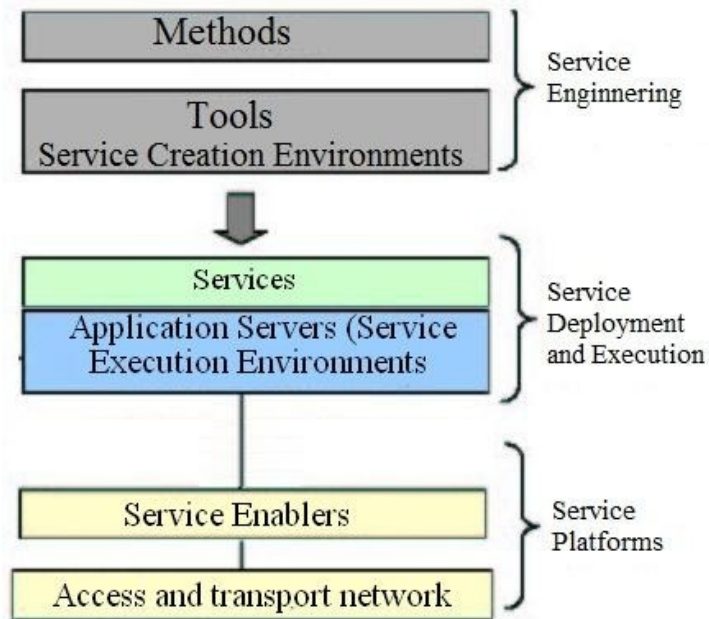 Methods
Service
Enginnering
Tools
Service Creation Environments
Services
Application Servers (Service
Execution Environments
Service
Deployment
and Execution
Service Enablers
Service
Platforms
Access and transport network